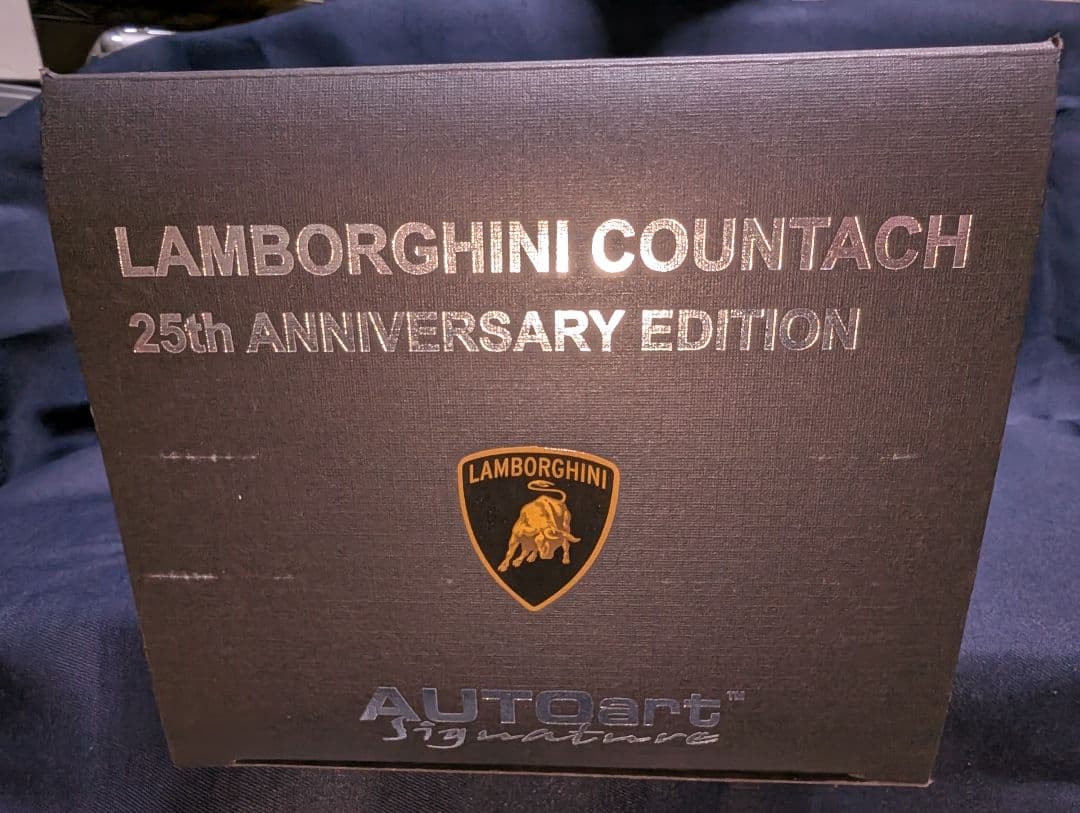 LAMBORGHINI COUNTACH
25th ANNIVERSARY EDITION
LAMBORGHINI
AUTOart™
Signature